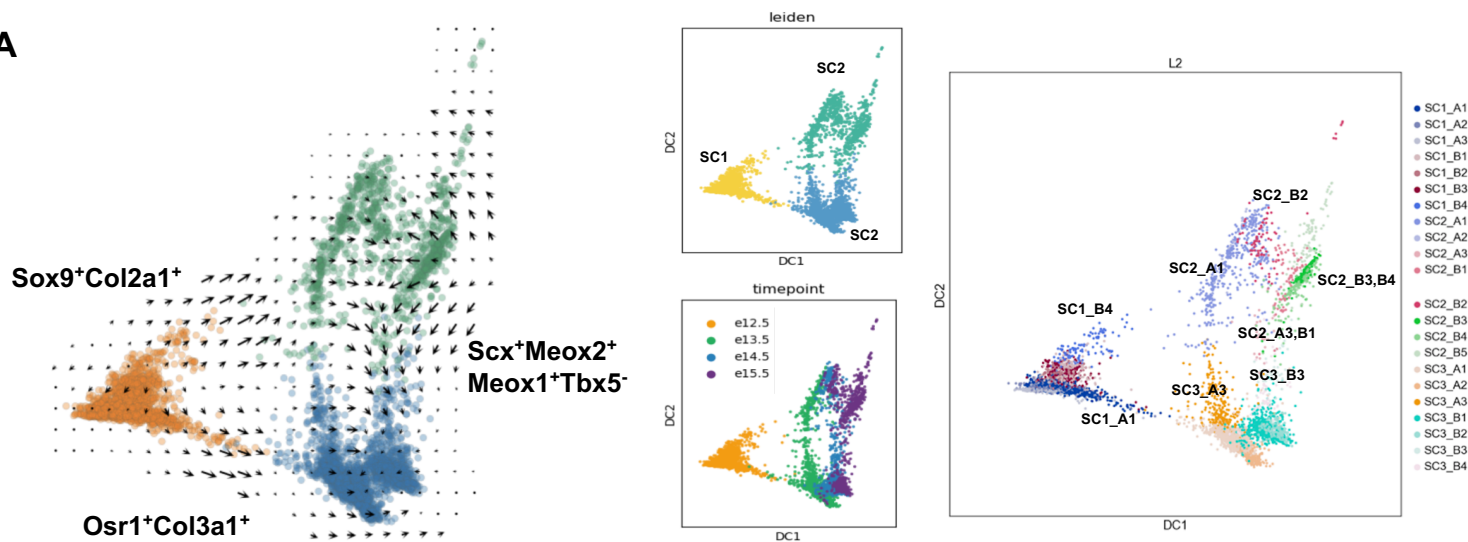 A
Sox9+Col2a1+
Osr1+Col3a1+
Scx+Meox2+
Meox1+Tbx5-
leiden
SC2
SC1
SC2
DC2
DC1
timepoint
e12.5
e13.5
e14.5
e15.5
DC2
DC1
L2
SC2_B2
SC2_A1
SC2_B3,B4
SC1_B4
SC2_A3,B1
SC3_B3
SC3_A3
SC1_A1
DC2
DC1
SC1_A1
SC1_A2
SC1_A3
SC1_B1
SC1_B2
SC1_B3
SC1_B4
SC2_A1
SC2_A2
SC2_A3
SC2_B1
SC2_B2
SC2_B3
SC2_B4
SC2_B5
SC3_A1
SC3_A2
SC3_A3
SC3_B1
SC3_B2
SC3_B3
SC3_B4